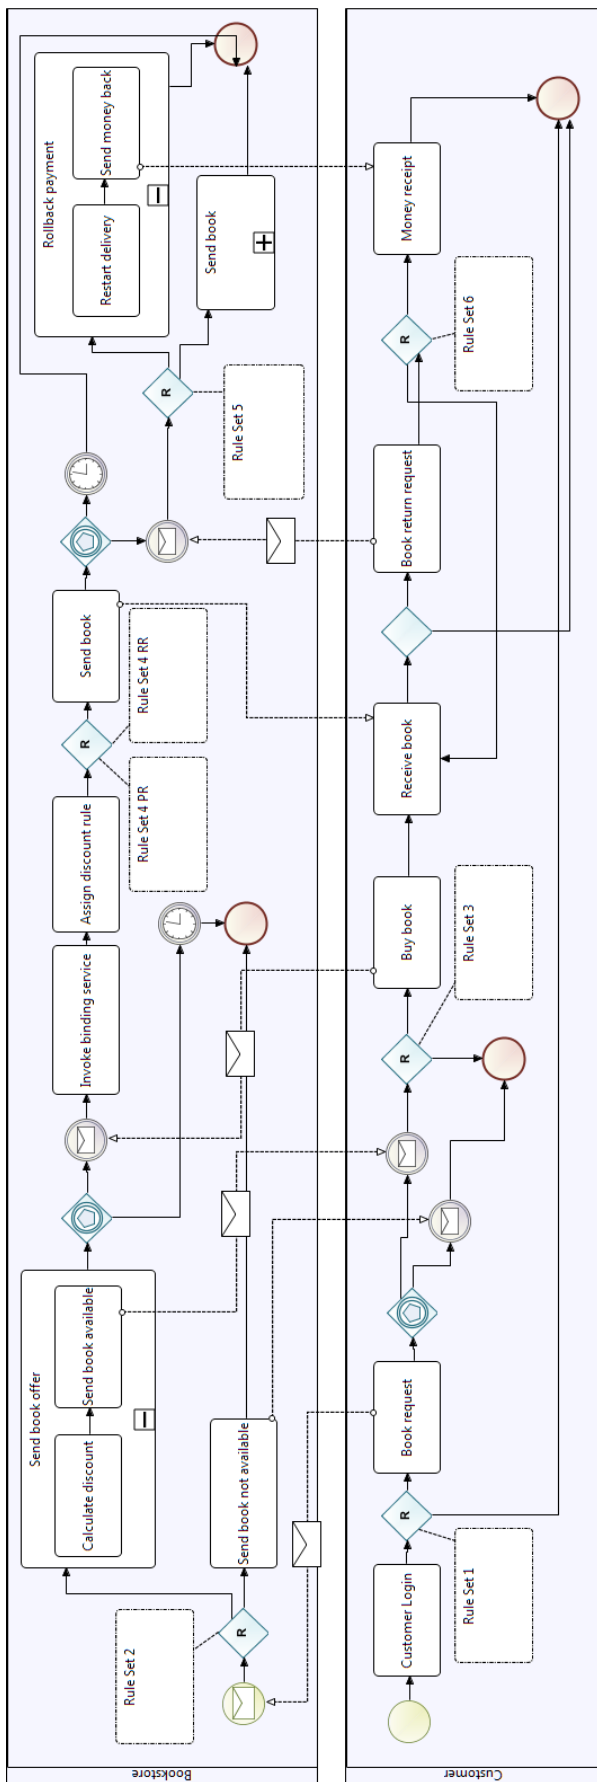 Bookstore
Rule Set 2
Send book offer
Calculate discount
Send book available
Send book not available
Invoke binding service
Assign discount rule
Rule Set 4 PR
Rule Set 4 RR
Send book
Rule Set 5
Rollback payment
Restart delivery
Send money back
Send book
Customer
Customer Login
R
Rule Set 1
Book request
R
Rule Set 3
Buy book
Receive book
Book return request
R
Rule Set 6
Money receipt
R
R
R